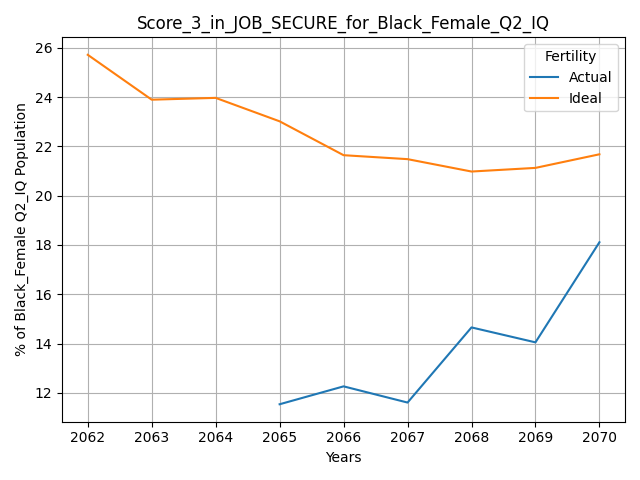 Score_3_in_JOB_SECURE_for_Black_Female_Q2_IQ
Fertility
Actual
Ideal
% of Black_Female Q2_IQ Population
26
24
22
20
18
16
14
12
2062 2063 2064 2065 2066 2067 2068 2069 2070
Years